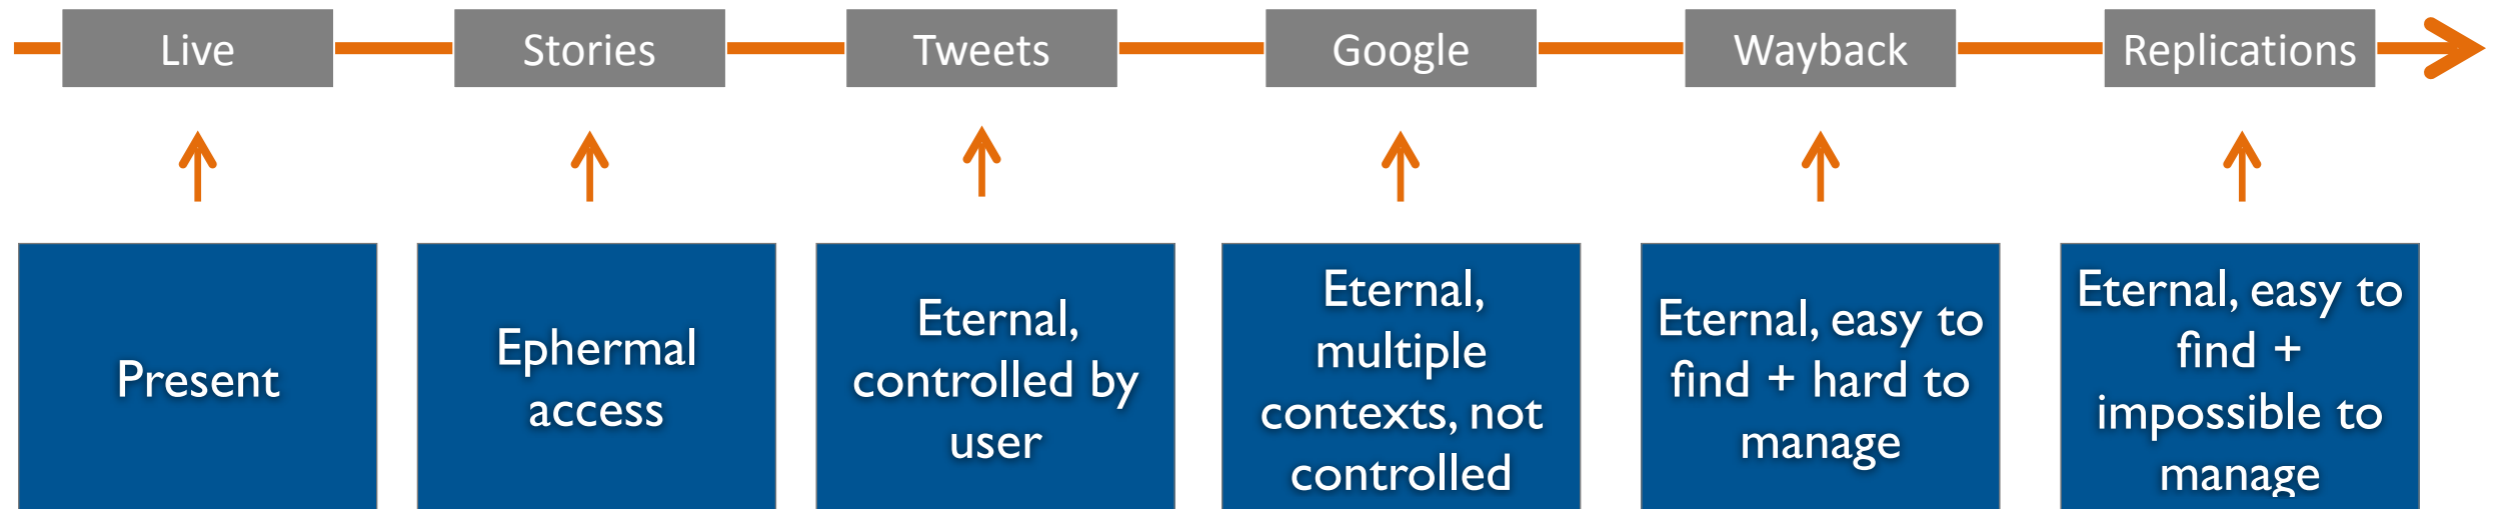 Live
Stories
Tweets
Google
Wayback
Replications
Present
Ephermal
access
Eternal,
controlled by
user
Eternal,
multiple
contexts, not
controlled
Eternal, easy to
find + hard to
manage
Eternal, easy to
find +
impossible to
manage